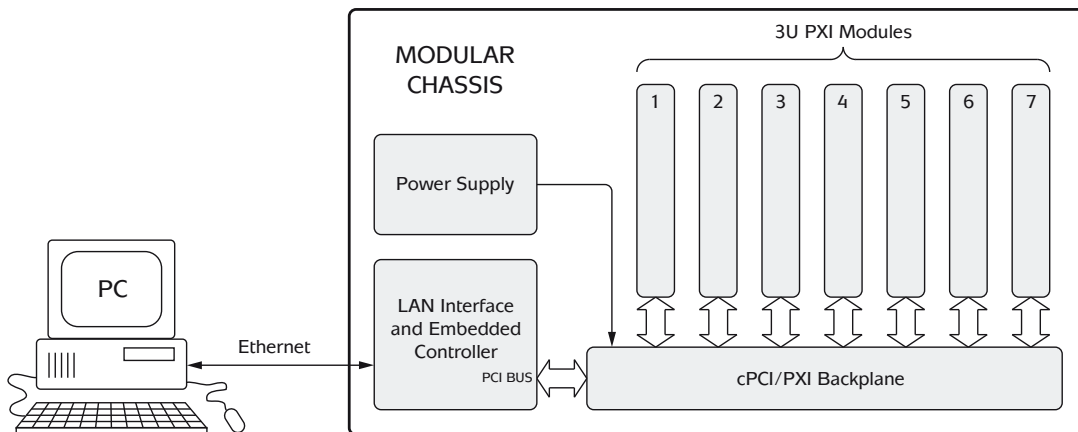 MODULAR
CHASSIS
3U PXI Modules
1 2 3 4 5 6 7
Power Supply
PC
Ethernet
LAN Interface
and Embedded
Controller
PCI BUS
cPCI/PXI Backplane